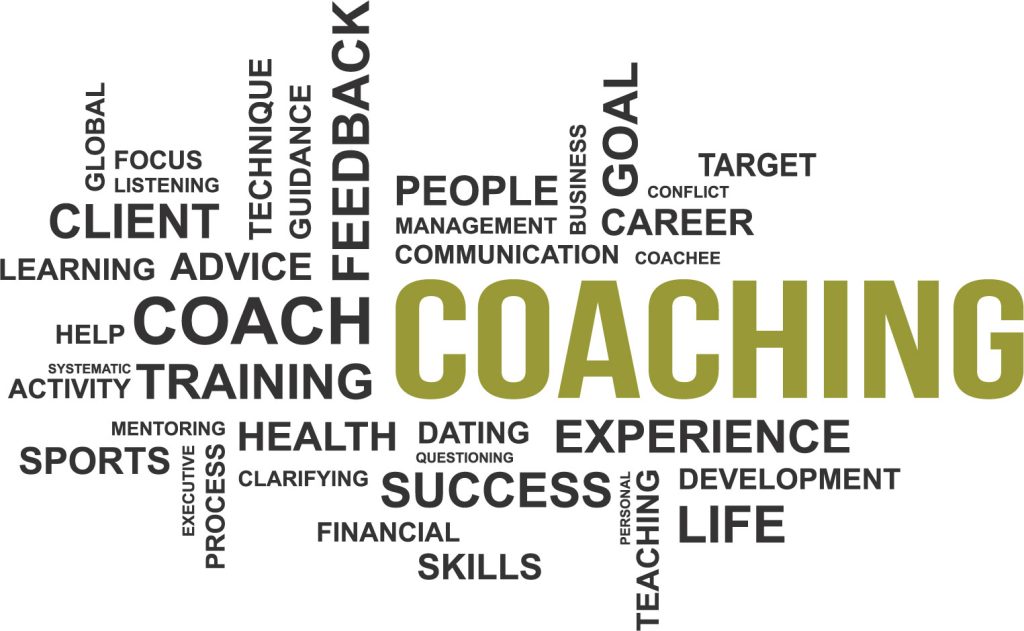 GLOBAL
FOCUS
LISTENING
CLIENT
LEARNING
ADVICE
TECHNIQUE
GUIDANCE
FEEDBACK
PEOPLE
MANAGEMENT
COMMUNICATION
BUSINESS
GOAL
TARGET
CONFLICT
CAREER
COACHEE
HELP
COACH
COACHING
SYSTEMATIC
ACTIVITY
TRAINING
MENTORING
SPORTS
EXECUTIVE
PROCESS
HEALTH
CLARIFYING
DATING
QUESTIONING
EXPERIENCE
SUCCESS
FINANCIAL
SKILLS
PERSONAL
TEACHING
DEVELOPMENT
LIFE